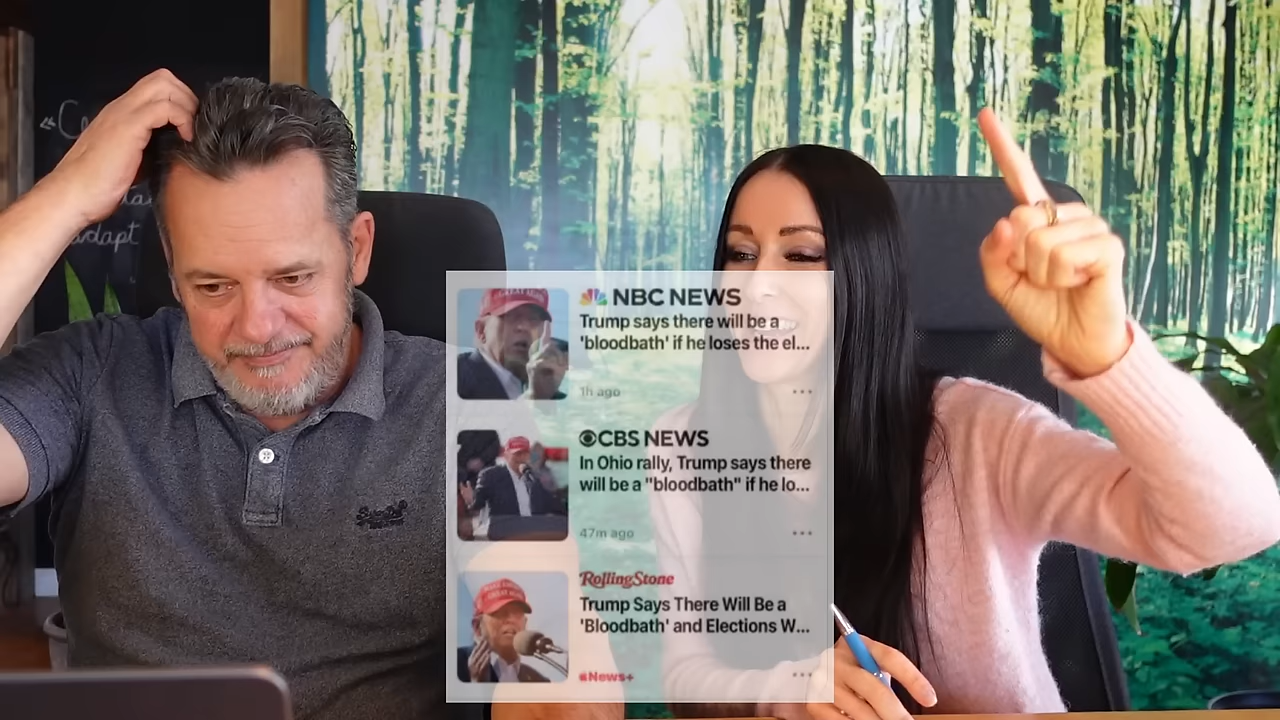 NBC NEWS
Trump says there will be a
'bloodbath' if he loses the el...
1h ago
CBS NEWS
In Ohio rally, Trump says there
will be a "bloodbath" if he lo...
47m ago
RollingStone
Trump Says There Will Be a
'Bloodbath' and Elections W...
News+
adapt